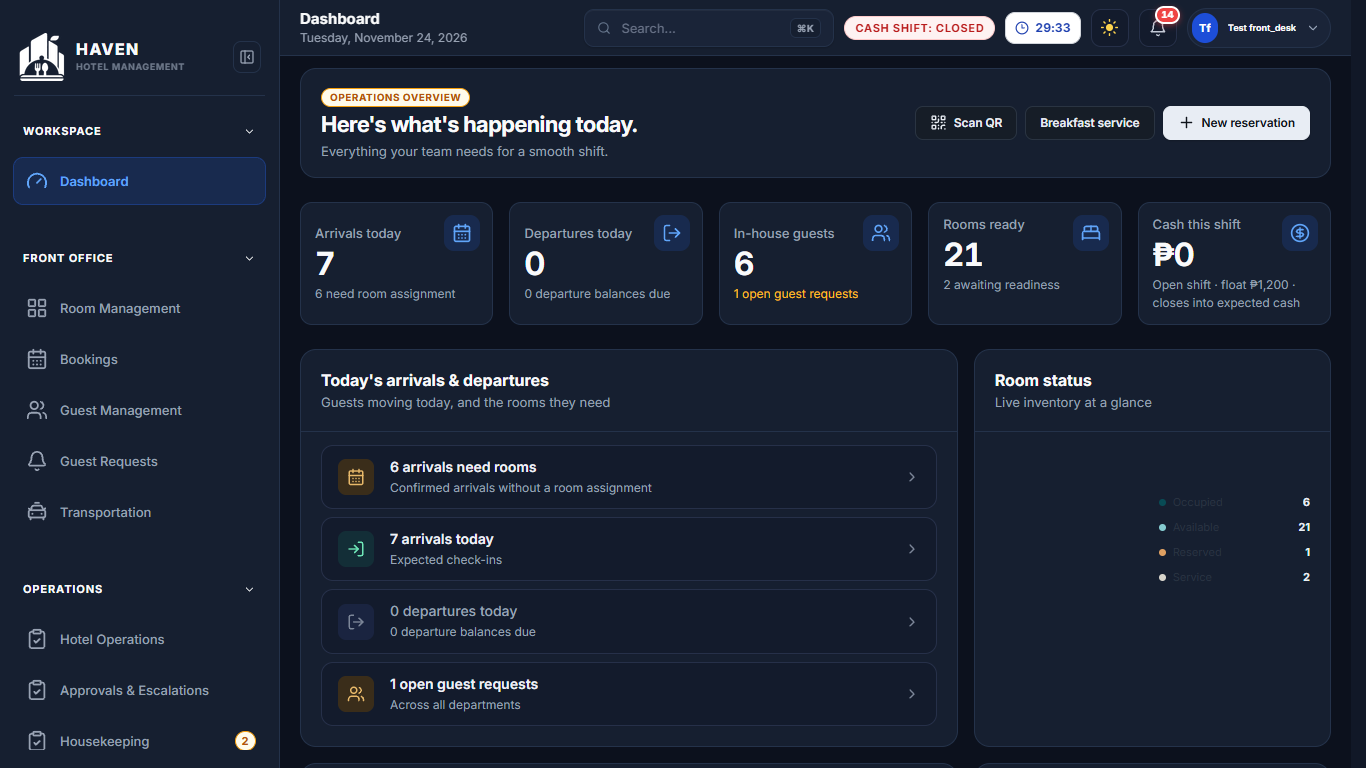 HAVEN
HOTEL MANAGEMENT
WORKSPACE
Dashboard
FRONT OFFICE
Room Management
Bookings
Guest Management
Guest Requests
Transportation
OPERATIONS
Hotel Operations
Approvals & Escalations
Housekeeping
2
Dashboard
Tuesday, November 24, 2026
Search...
⌘K
CASH SHIFT: CLOSED
29:33
14
Tf
Test front_desk
OPERATIONS OVERVIEW
Here's what's happening today.
Everything your team needs for a smooth shift.
Scan QR
Breakfast service
New reservation
Arrivals today
7
6 need room assignment
Departures today
0
0 departure balances due
In-house guests
6
1 open guest requests
Rooms ready
21
2 awaiting readiness
Cash this shift
₱0
Open shift · float ₱1,200 ·
closes into expected cash
Today's arrivals & departures
Guests moving today, and the rooms they need
6 arrivals need rooms
Confirmed arrivals without a room assignment
7 arrivals today
Expected check-ins
0 departures today
0 departure balances due
1 open guest requests
Across all departments
Room status
Live inventory at a glance
Occupied 6
Available 21
Reserved 1
Service 2